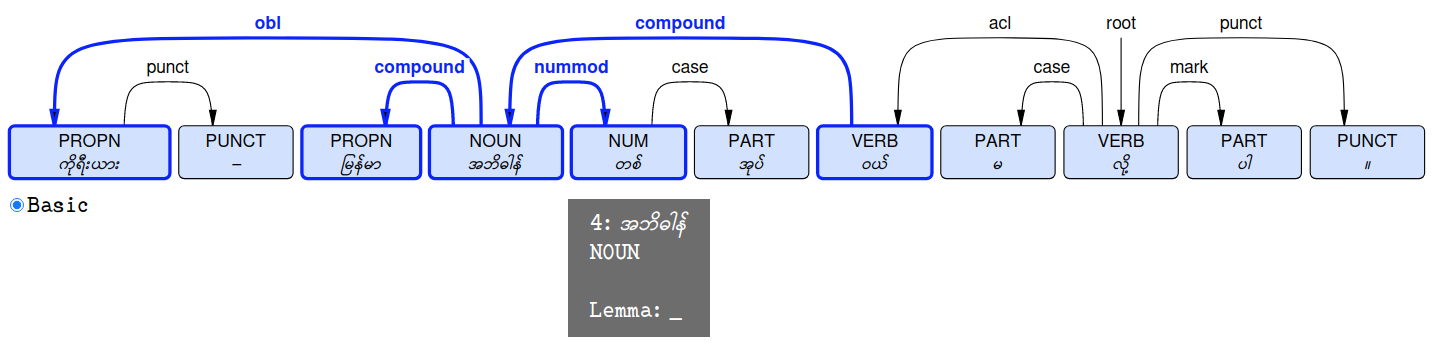 obl compound acl root punct
punct compound nummod case case mark
PROPN PUNCT PROPN NOUN NUM PART VERB PART VERB PART PUNCT
ကိုရီးယား – မြန်မာ အဘိဓါန် တစ် အုပ် ဝယ် မ လို့ ပါ ။
Basic
4: အဘိဓါန်
NOUN
Lemma: _